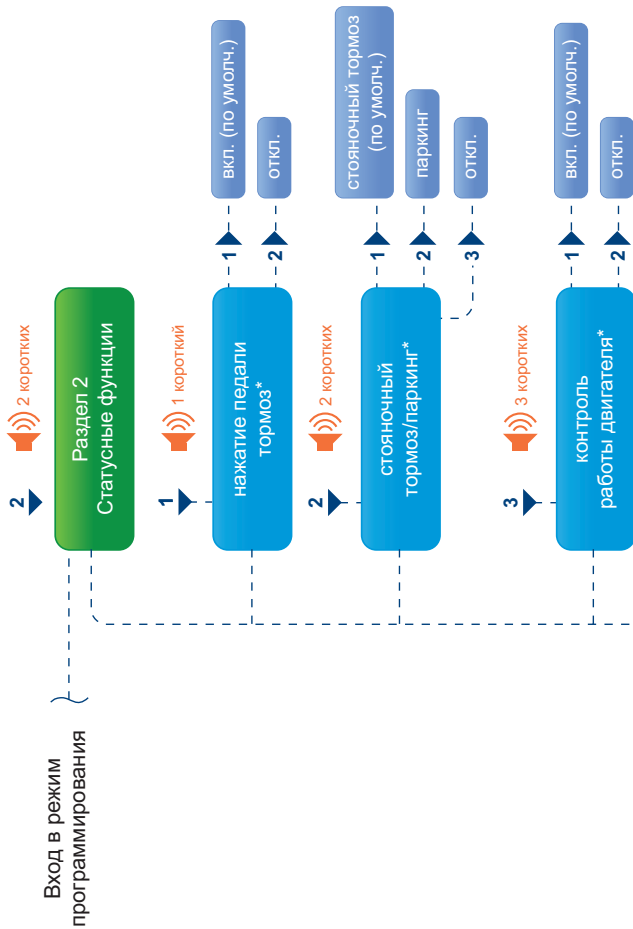 Вход в режим
программирования
2
2 коротких
Раздел 2
Статусные функции
1
1 короткий
нажатие педали
тормоз*
1
вкл. (по умолч.)
2
откл.
2
2 коротких
стояночный
тормоз/паркинг*
1
стояночный тормоз
(по умолч.)
2
паркинг
3
откл.
3
3 коротких
контроль
работы двигателя*
1
вкл. (по умолч.)
2
откл.